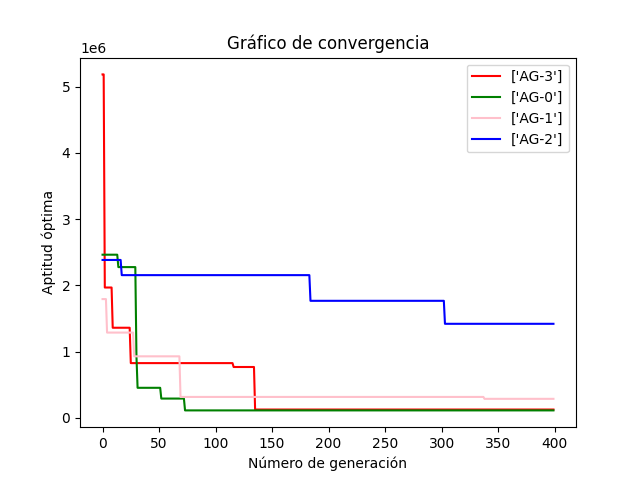 Gráfico de convergencia
1e6
['AG-3']
['AG-0']
['AG-1']
['AG-2']
5
4
3
2
1
0
Aptitud óptima
0 50 100 150 200 250 300 350 400
Número de generación